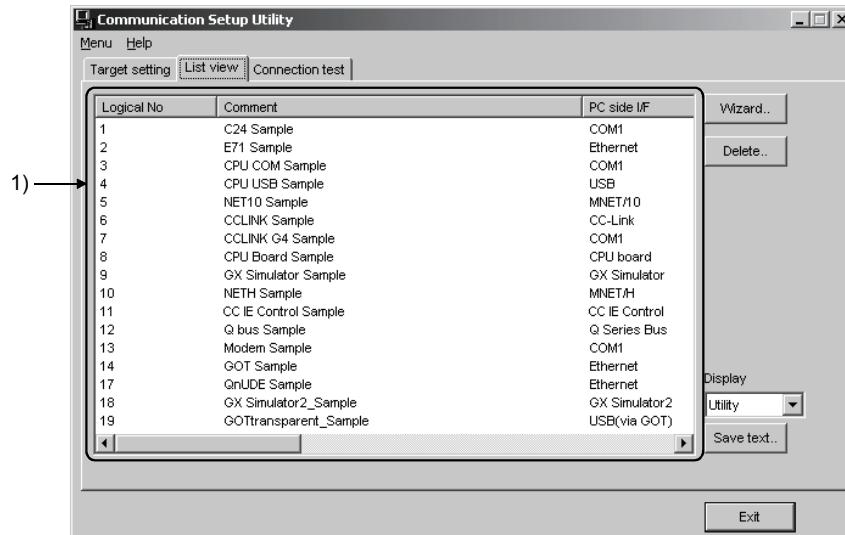 Communication Setup Utility
Menu Help
Target setting List view Connection test
Logical No Comment PC side I/F
1 C24 Sample COM1
2 E71 Sample Ethernet
3 CPU COM Sample COM1
4 CPU USB Sample USB
5 NET10 Sample MNET/10
6 CCLINK Sample CC-Link
7 CCLINK G4 Sample COM1
8 CPU Board Sample CPU board
9 GX Simulator Sample GX Simulator
10 NETH Sample MNET/H
11 CC IE Control Sample CC IE Control
12 Q bus Sample Q Series Bus
13 Modem Sample COM1
14 GOT Sample Ethernet
17 QnUDE Sample Ethernet
18 GX Simulator2_Sample GX Simulator2
19 GOTtransparent_Sample USB(via GOT)
1)
Wizard..
Delete..
Display
Utility
Save text..
Exit